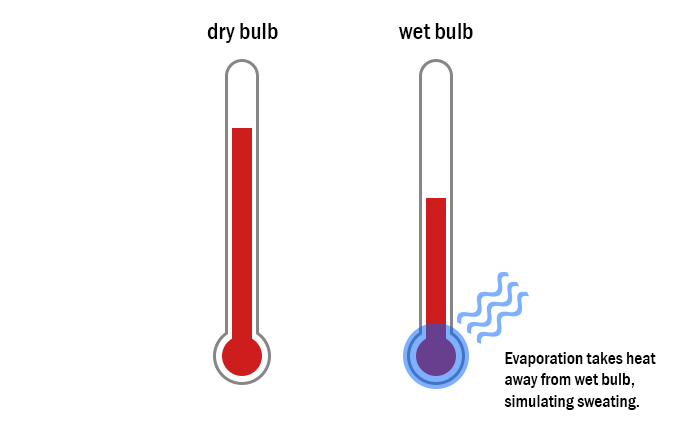 dry bulb
wet bulb
Evaporation takes heat
away from wet bulb,
simulating sweating.